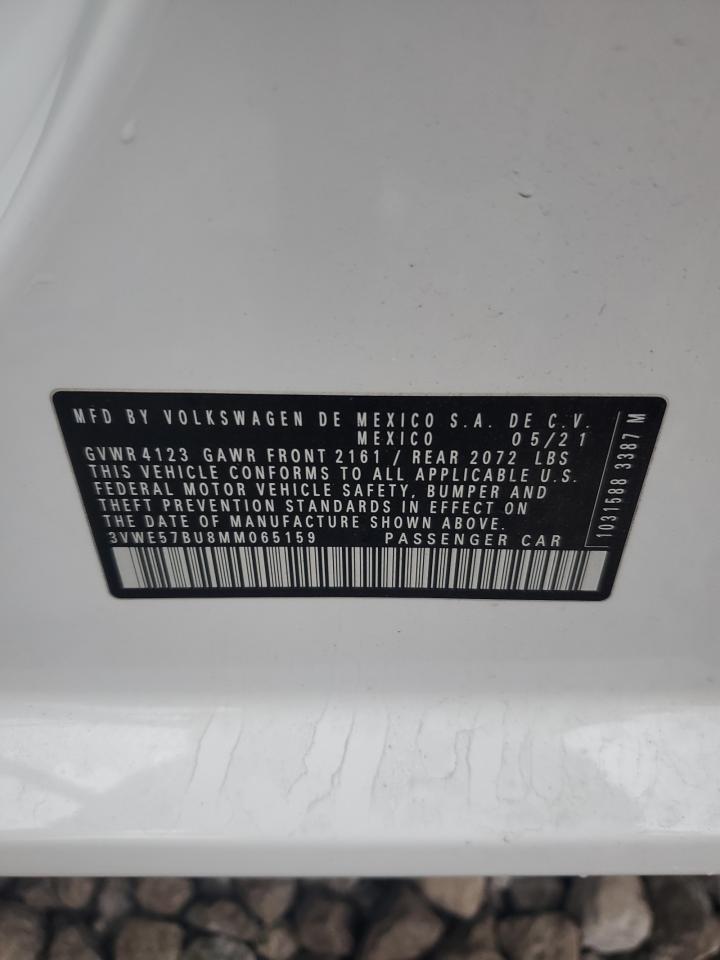 MFD BY VOLKSWAGEN DE MEXICO S.A. DE C.V.
MEXICO 05/21
GVWR 4123 GAWR FRONT 2161 / REAR 2072 LBS
THIS VEHICLE CONFORMS TO ALL APPLICABLE U.S.
FEDERAL MOTOR VEHICLE SAFETY, BUMPER AND
THEFT PREVENTION STANDARDS IN EFFECT ON
THE DATE OF MANUFACTURE SHOWN ABOVE.
3VWE57BU8MM065159 PASSENGER CAR
1031588 3387 M